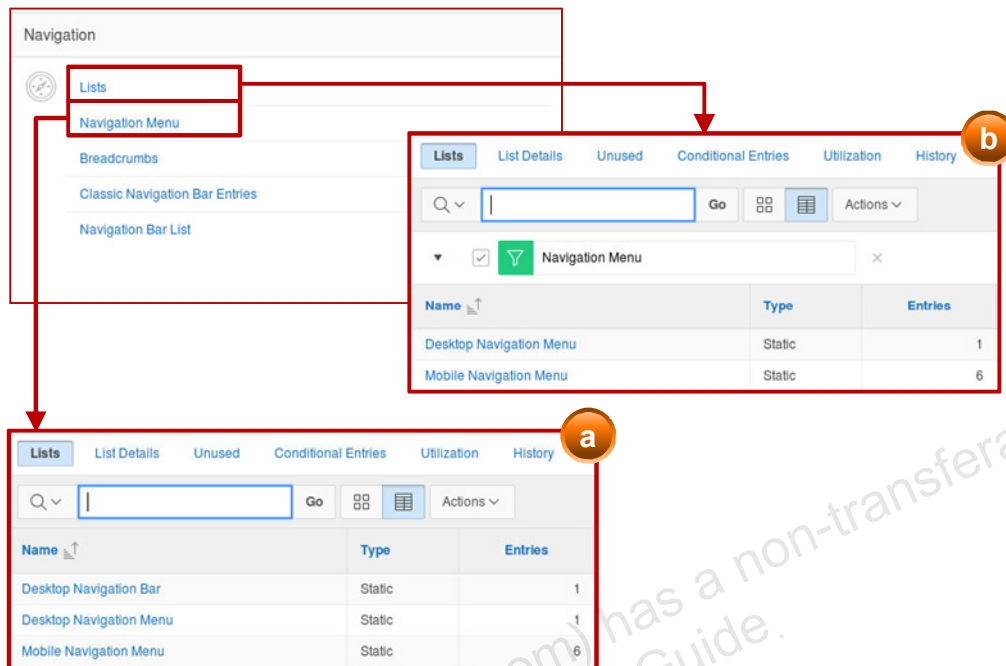 Navigation
Lists
Navigation Menu
Breadcrumbs
Classic Navigation Bar Entries
Navigation Bar List
b
Lists List Details Unused Conditional Entries Utilization History
Go Actions
Navigation Menu
Name Type Entries
Desktop Navigation Menu Static 1
Mobile Navigation Menu Static 6
a
Lists List Details Unused Conditional Entries Utilization History
Go Actions
Name Type Entries
Desktop Navigation Bar Static 1
Desktop Navigation Menu Static 1
Mobile Navigation Menu Static 6
has a non-transfera
Guide.